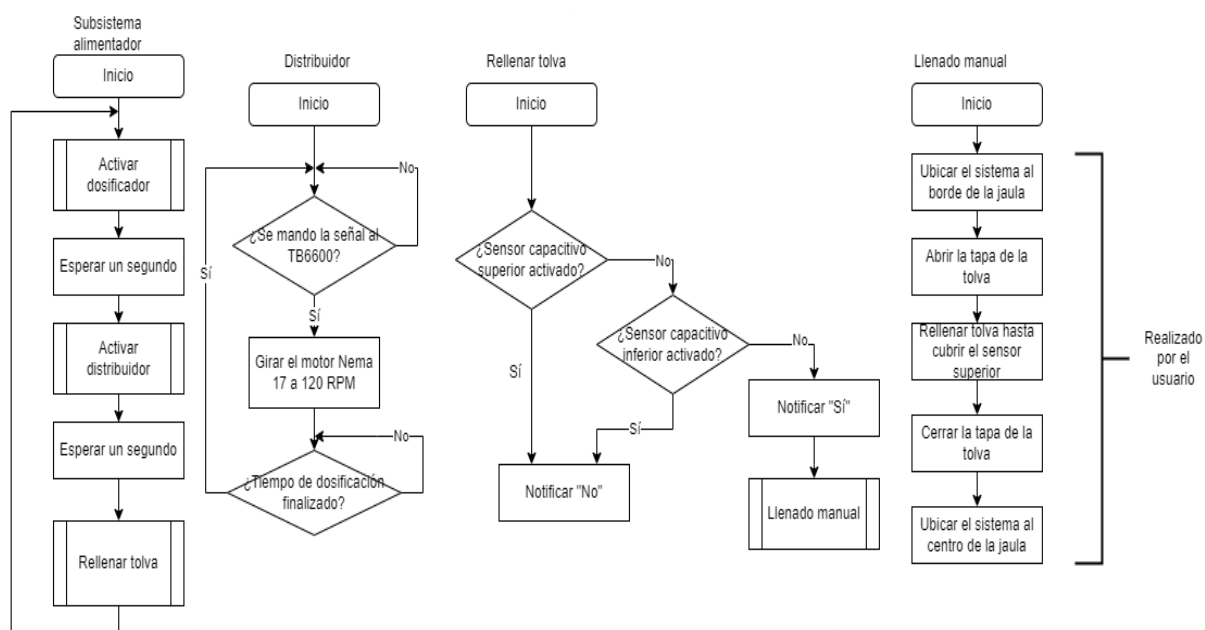 Subsistema
alimentador
Inicio
Activar
dosificador
Esperar un segundo
Activar
distribuidor
Esperar un segundo
Rellenar tolva
Distribuidor
Inicio
No
¿Se mando la señal al
TB6600?
Sí
Sí
Girar el motor Nema
17 a 120 RPM
No
¿Tiempo de dosificación
finalizado?
Rellenar tolva
Inicio
¿Sensor capacitivo
superior activado?
No
¿Sensor capacitivo
inferior activado?
No
Sí
Sí
Notificar "Sí"
Notificar "No"
Llenado manual
Llenado manual
Inicio
Ubicar el sistema al
borde de la jaula
Abrir la tapa de la
tolva
Rellenar tolva hasta
cubrir el sensor
superior
Cerrar la tapa de la
tolva
Ubicar el sistema al
centro de la jaula
Realizado
por el
usuario